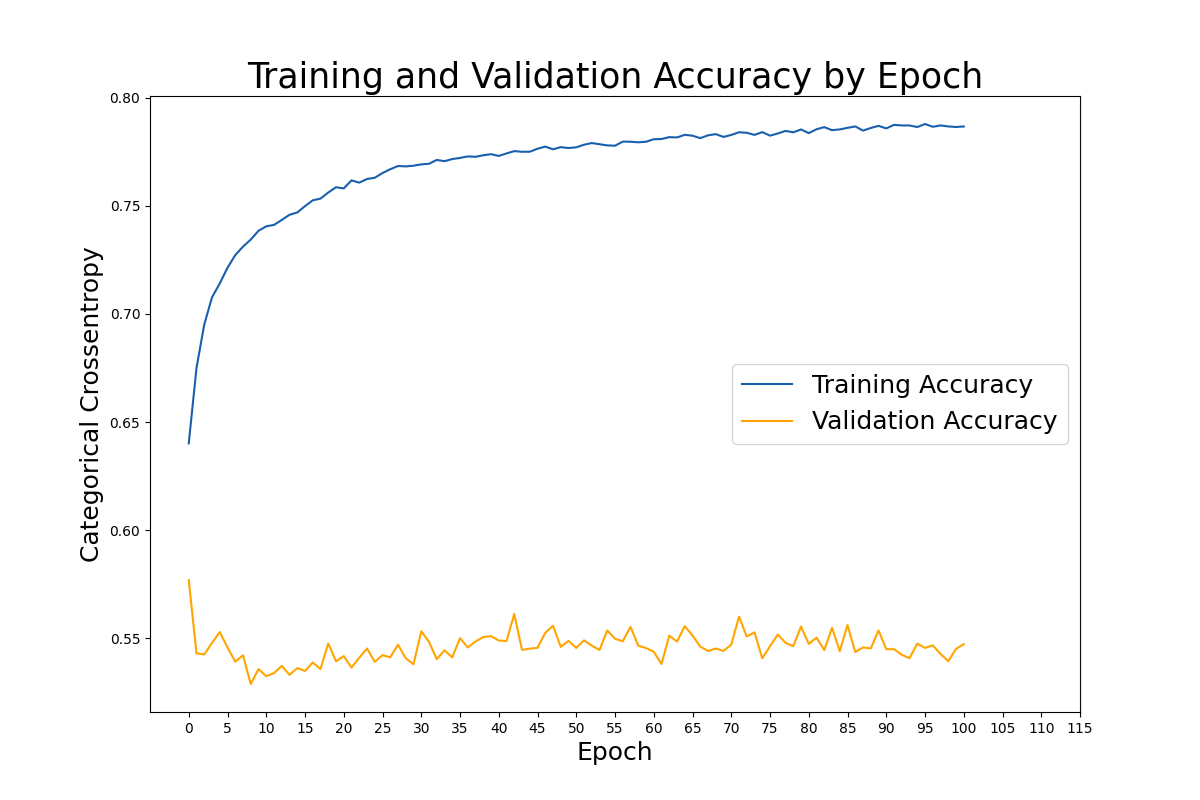 Training and Validation Accuracy by Epoch
0.80
0.75
0.70
0.65
0.60
0.55
Categorical Crossentropy
Training Accuracy
Validation Accuracy
0 5 10 15 20 25 30 35 40 45 50 55 60 65 70 75 80 85 90 95 100 105 110 115
Epoch